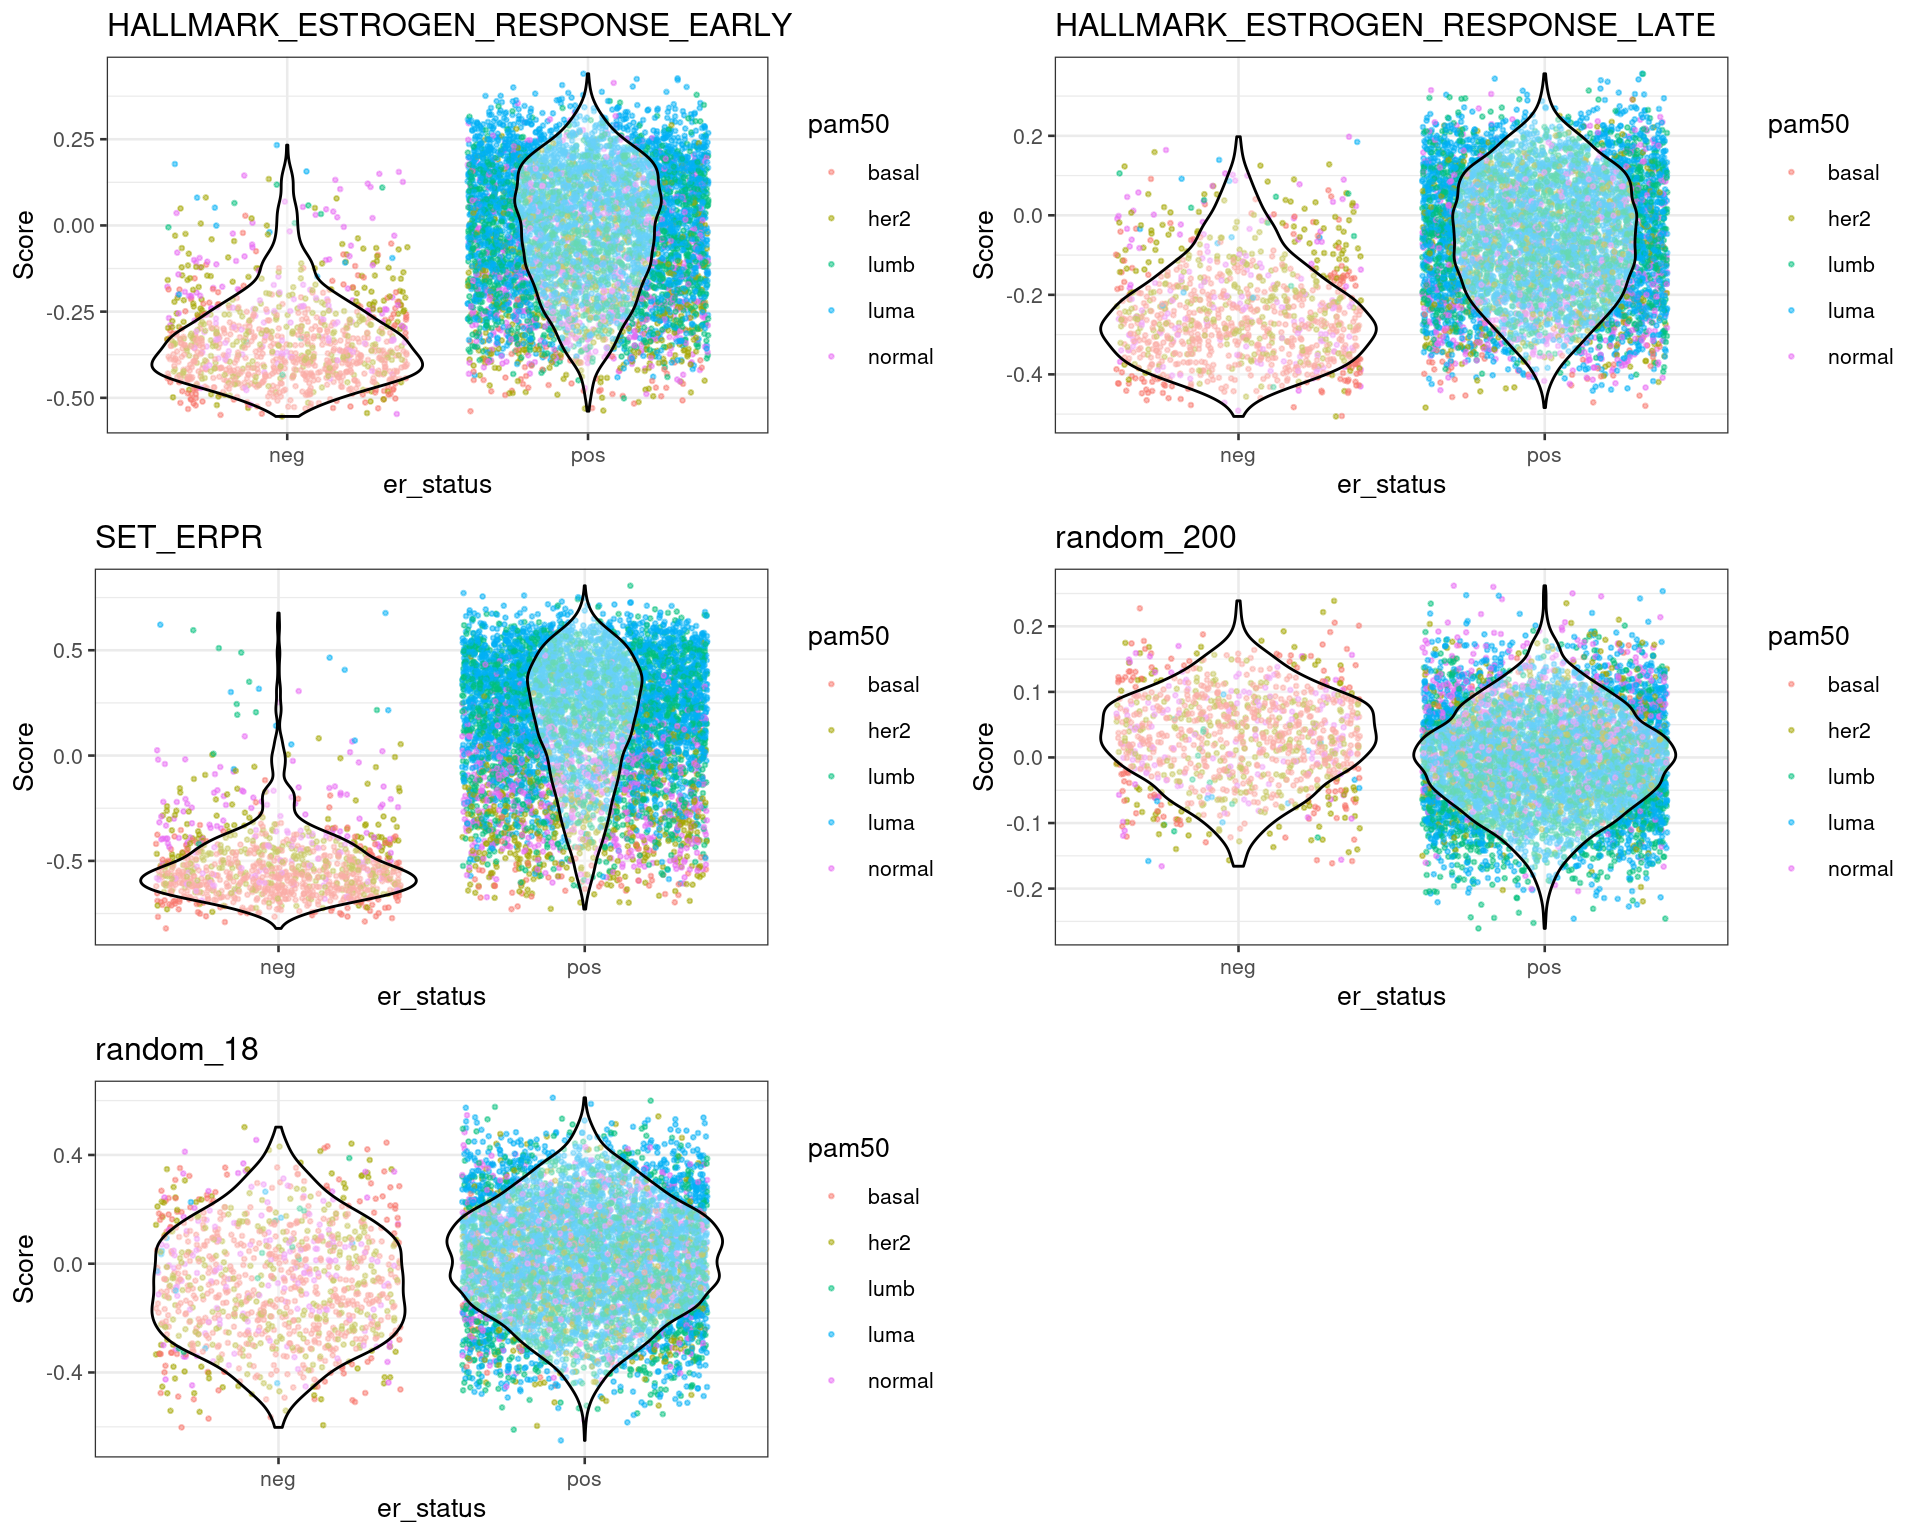 HALLMARK_ESTROGEN_RESPONSE_EARLY
Score
0.25
0.00
-0.25
-0.50
neg
pos
er_status
pam50
basal
her2
lumb
luma
normal
HALLMARK_ESTROGEN_RESPONSE_LATE
Score
0.2
0.0
-0.2
-0.4
neg
pos
er_status
pam50
basal
her2
lumb
luma
normal
SET_ERPR
Score
0.5
0.0
-0.5
neg
pos
er_status
pam50
basal
her2
lumb
luma
normal
random_200
Score
0.2
0.1
0.0
-0.1
-0.2
neg
pos
er_status
pam50
basal
her2
lumb
luma
normal
random_18
Score
0.4
0.0
-0.4
neg
pos
er_status
pam50
basal
her2
lumb
luma
normal